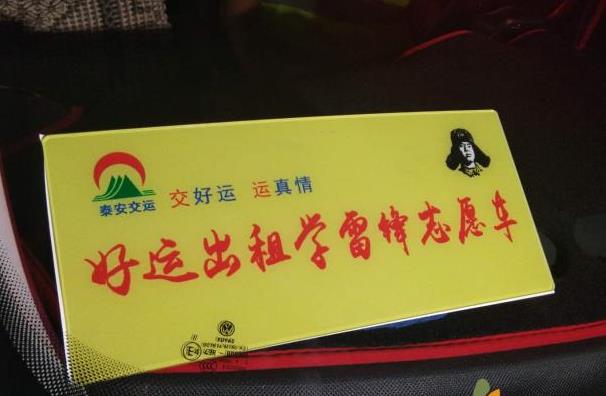 泰安交运
交好运 运真情
好运出租学雷锋志愿车